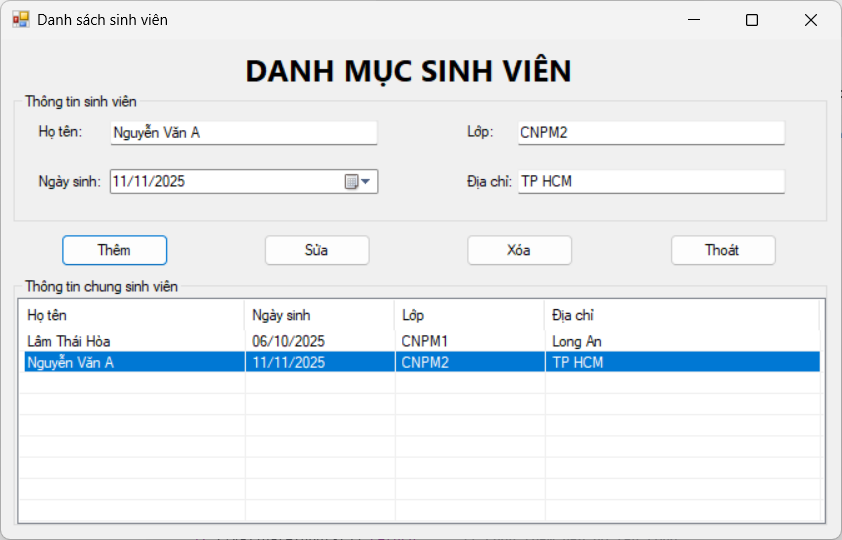 Danh sách sinh viên
DANH MỤC SINH VIÊN
Thông tin sinh viên
Họ tên: Nguyễn Văn A Lớp: CNPM2
Ngày sinh: 11/11/2025 Địa chỉ: TP HCM
Thêm Sửa Xóa Thoát
Thông tin chung sinh viên
Họ tên Ngày sinh Lớp Địa chỉ
Lâm Thái Hòa 06/10/2025 CNPM1 Long An
Nguyễn Văn A 11/11/2025 CNPM2 TP HCM